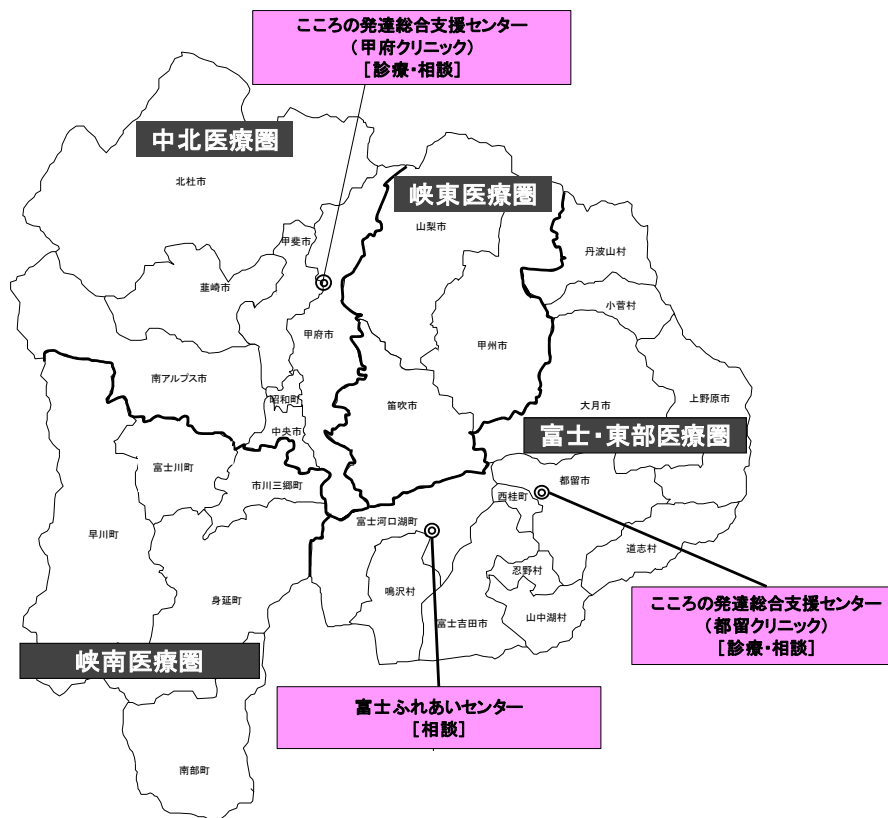 こころの発達総合支援センター
(甲府クリニック)
[診療・相談]
中北医療圏
北杜市
峡東医療圏
山梨市
甲斐市
丹波山村
韮崎市
小菅村
甲府市
甲州市
南アルプス市
昭和町
笛吹市
大月市
上野原市
中央市
富士・東部医療圏
富士川町
市川三郷町
都留市
西桂町
富士河口湖町
早川町
道志村
忍野村
鳴沢村
身延町
山中湖村
富士吉田市
こころの発達総合支援センター
(都留クリニック)
[診療・相談]
峡南医療圏
富士ふれあいセンター
[相談]
南部町